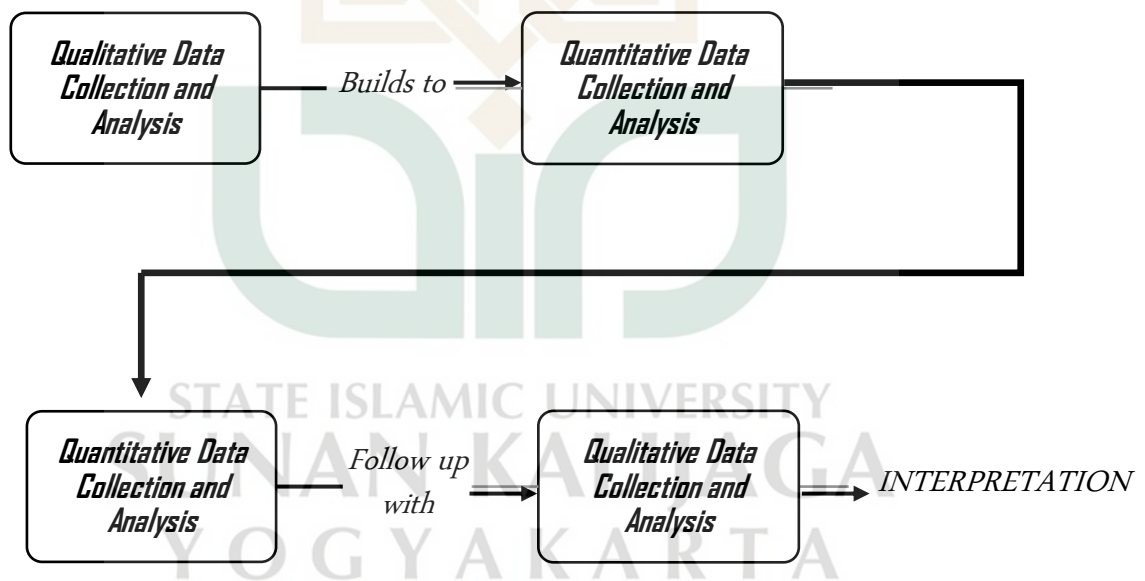 Qualitative Data
Collection and
Analysis
Builds to
Quantitative Data
Collection and
Analysis
STATE ISLAMIC UNIVERSITY
SUNAN KALIJAGA
YOGYAKARTA
Quantitative Data
Collection and
Analysis
Follow up
with
Qualitative Data
Collection and
Analysis
INTERPRETATION